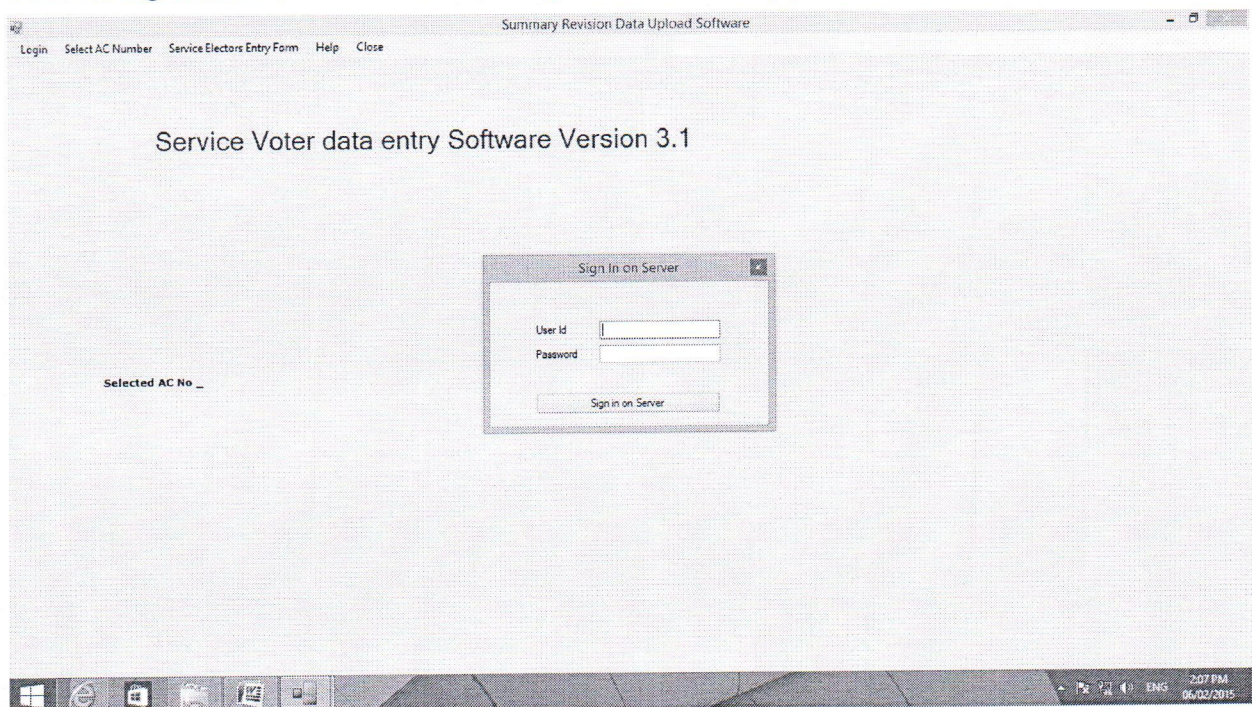 Summary Revision Data Upload Software
Login Select AC Number Service Electors Entry Form Help Close
Service Voter data entry Software Version 3.1
Sign In on Server
User Id
Password
Selected AC No _
Sign in on Server
ENG
2:07 PM
06/02/2015